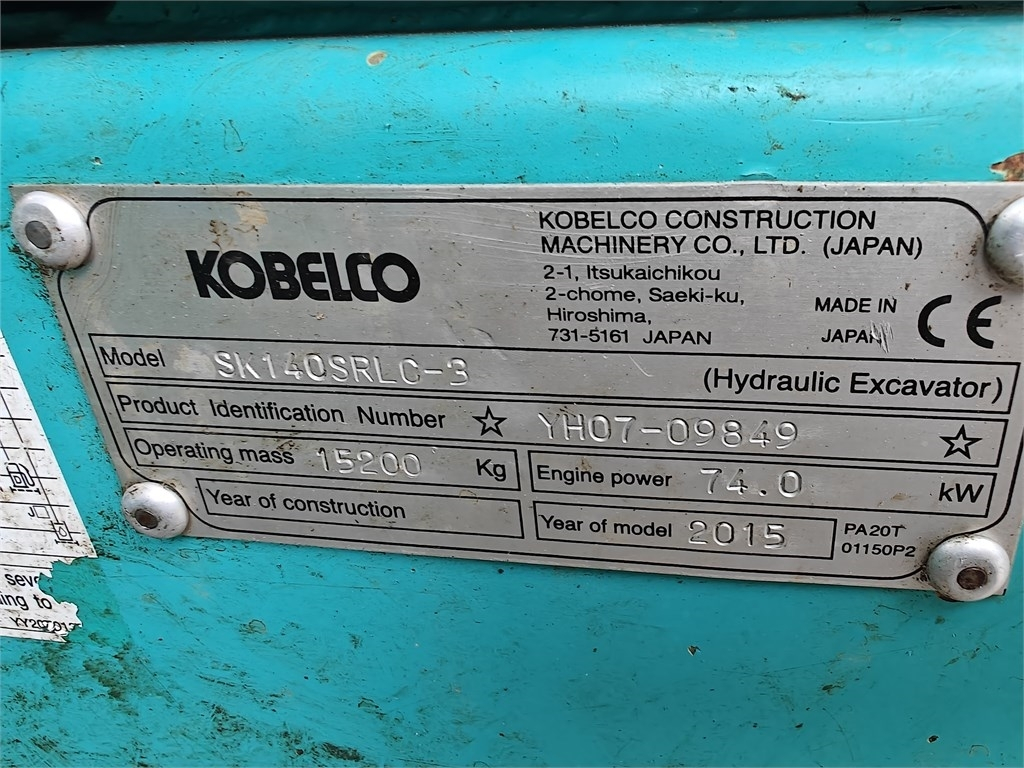 KOBELCO
KOBELCO CONSTRUCTION
MACHINERY CO., LTD. (JAPAN)
2-1, Itsukaichikou
2-chome, Saeki-ku,
Hiroshima,
731-5161 JAPAN
MADE IN
JAPAN
CE
Model SK140SRLC-3 (Hydraulic Excavator)
Product Identification Number ☆ YH07-09849 ☆
Operating mass 15200 Kg
Engine power 74.0 kW
Year of construction
Year of model 2015
PA20T
01150P2
ing to